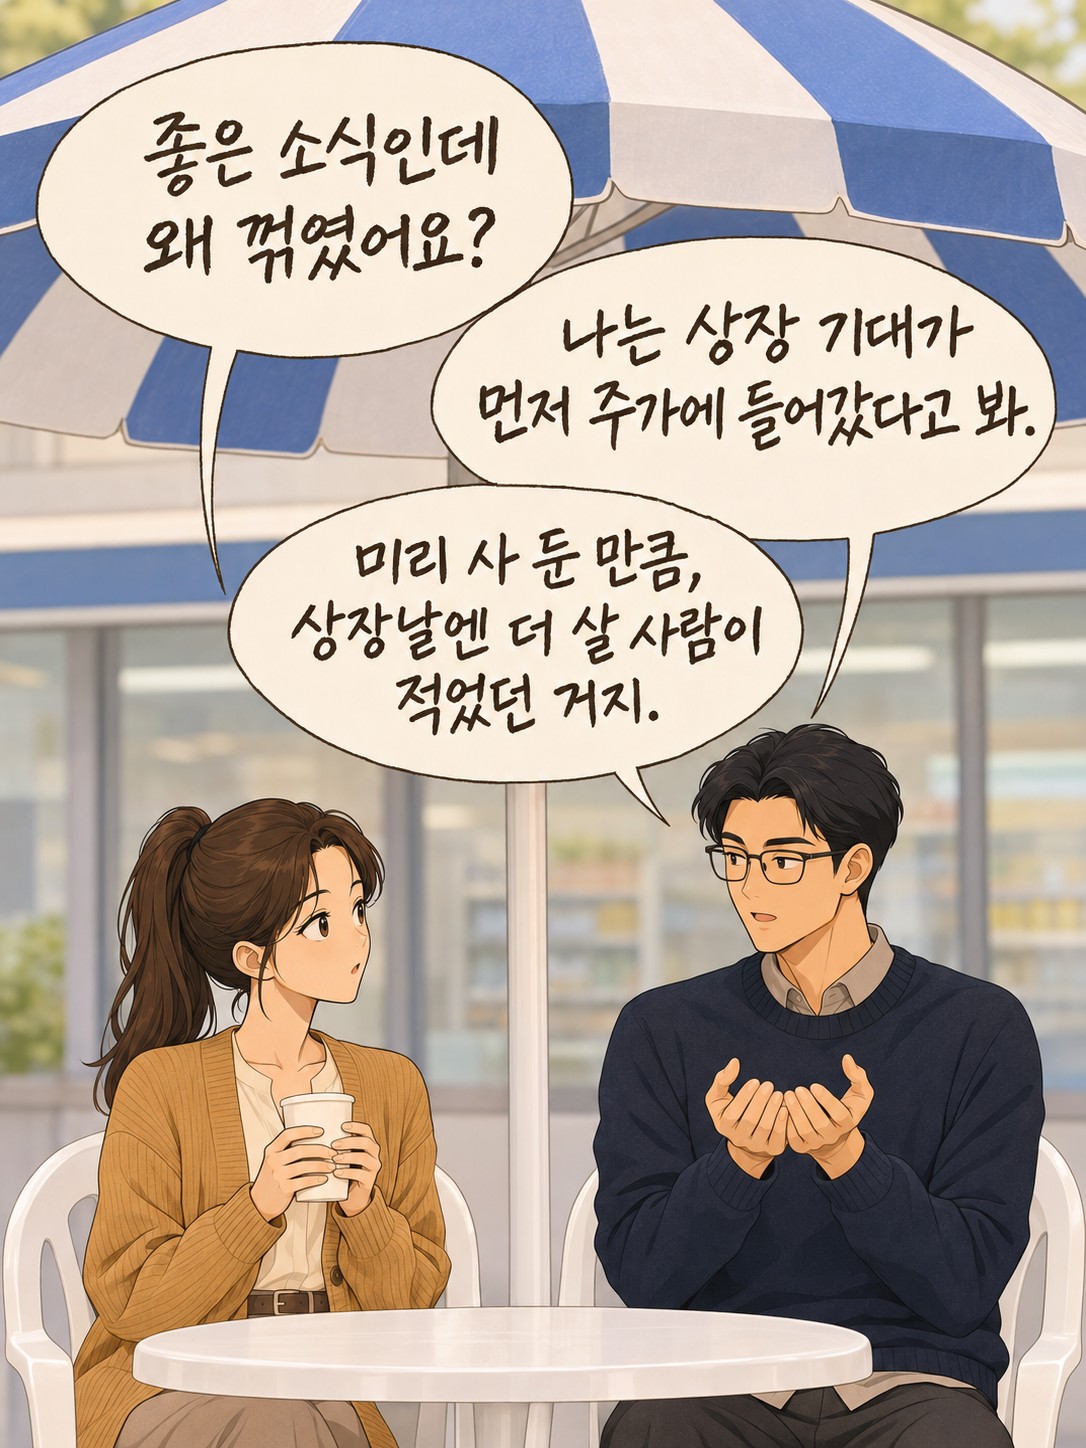 좋은 소식인데
왜 꺾였어요?
나는 상장 기대가
먼저 주가에 들어갔다고 봐.
미리 사 둔 만큼,
상장날엔 더 살 사람이
적었던 거지.